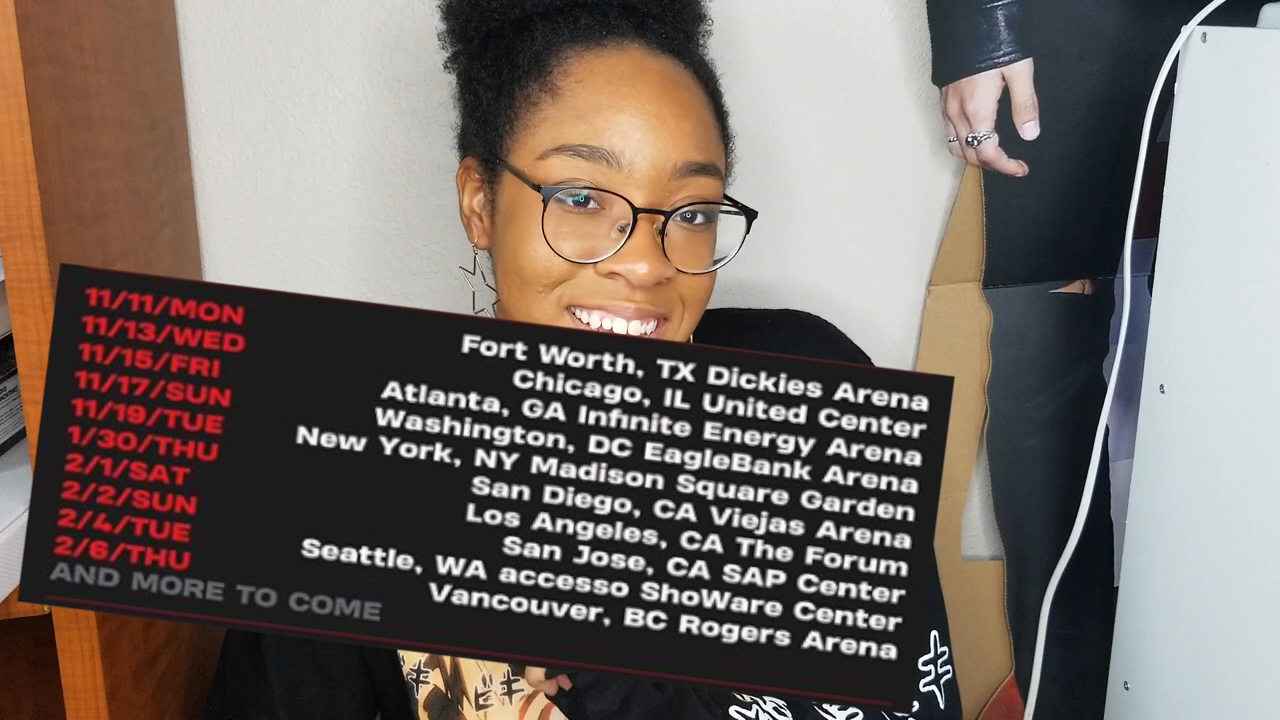 11/11/MON Fort Worth, TX Dickies Arena
11/13/WED Chicago, IL United Center
11/15/FRI Atlanta, GA Infinite Energy Arena
11/17/SUN Washington, DC EagleBank Arena
11/19/TUE New York, NY Madison Square Garden
1/30/THU San Diego, CA Viejas Arena
2/1/SAT Los Angeles, CA The Forum
2/2/SUN San Jose, CA SAP Center
2/4/TUE Seattle, WA accesso ShoWare Center
2/6/THU Vancouver, BC Rogers Arena
AND MORE TO COME